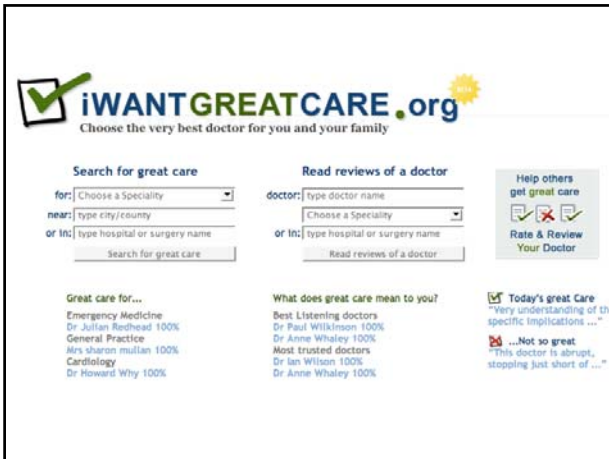 iWANTGREATCARE.org
BETA
Choose the very best doctor for you and your family
Search for great care
for: Choose a Speciality
near: type city/county
or in: type hospital or surgery name
Search for great care
Read reviews of a doctor
doctor: type doctor name
Choose a Speciality
or in: type hospital or surgery name
Read reviews of a doctor
Help others
get great care
Rate & Review
Your Doctor
Great care for...
Emergency Medicine
Dr Julian Redhead 100%
General Practice
Mrs sharon mullan 100%
Cardiology
Dr Howard Why 100%
What does great care mean to you?
Best Listening doctors
Dr Paul Wilkinson 100%
Dr Anne Whaley 100%
Most trusted doctors
Dr Ian Wilson 100%
Dr Anne Whaley 100%
Today's great Care
"Very understanding of th
specific implications ..."
...Not so great
"This doctor is abrupt,
stopping just short of ..."